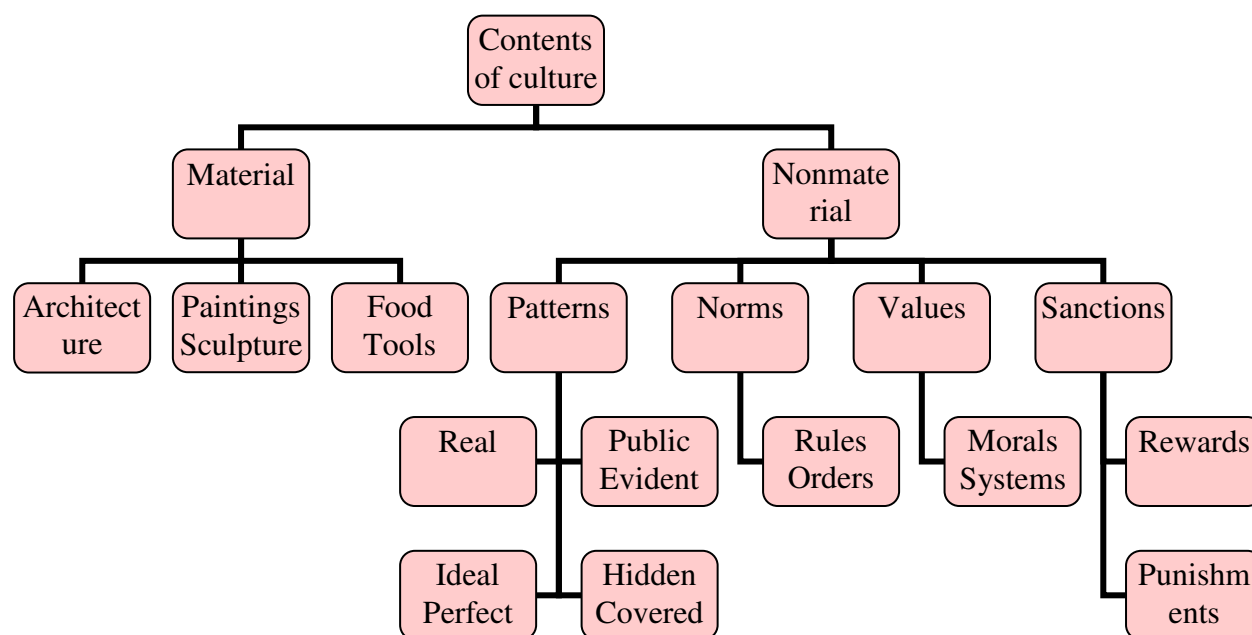 Contents
of culture
Material
Nonmate
rial
Architect
ure
Paintings
Sculpture
Food
Tools
Patterns
Norms
Values
Sanctions
Real
Public
Evident
Rules
Orders
Morals
Systems
Rewards
Ideal
Perfect
Hidden
Covered
Punishm
ents